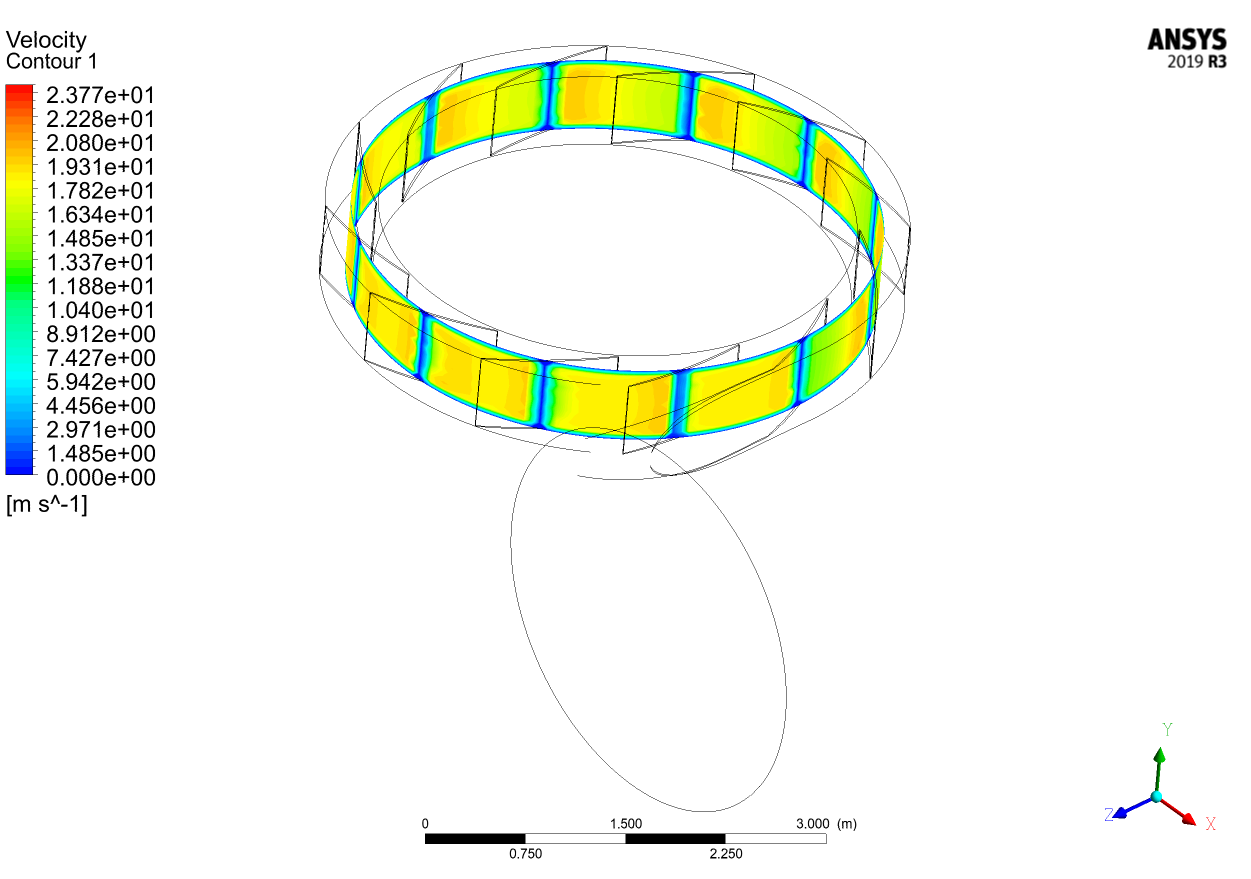 Velocity
Contour 1
2.377e+01
2.228e+01
2.080e+01
1.931e+01
1.782e+01
1.634e+01
1.485e+01
1.337e+01
1.188e+01
1.040e+01
8.912e+00
7.427e+00
5.942e+00
4.456e+00
2.971e+00
1.485e+00
0.000e+00
[m s^-1]
ANSYS
2019 R3
Y
Z
X
0 1.500 3.000 (m)
0.750 2.250